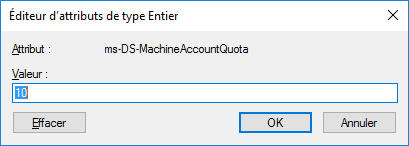 Éditeur d'attributs de type Entier
Attribut : ms-DS-MachineAccountQuota
Valeur :
10
Effacer OK Annuler